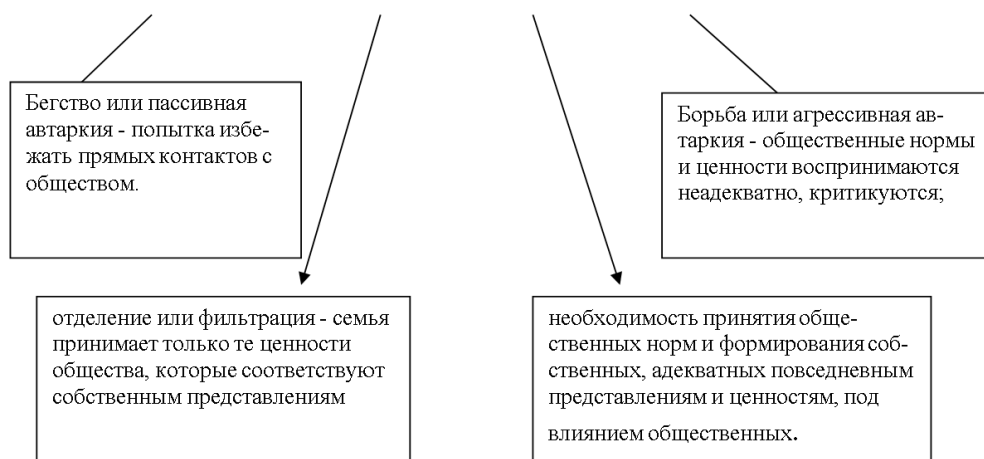 Бегство или пассивная
автаркия - попытка избе-
жать прямых контактов с
обществом.
Борьба или агрессивная ав-
таркия - общественные нормы
и ценности воспринимаются
неадекватно, критикуются;
отделение или фильтрация - семья
принимает только те ценности
общества, которые соответствуют
собственным представлениям
необходимость принятия обще-
ственных норм и формирования соб-
ственных, адекватных повседневным
представлениям и ценностям, под
влиянием общественных.